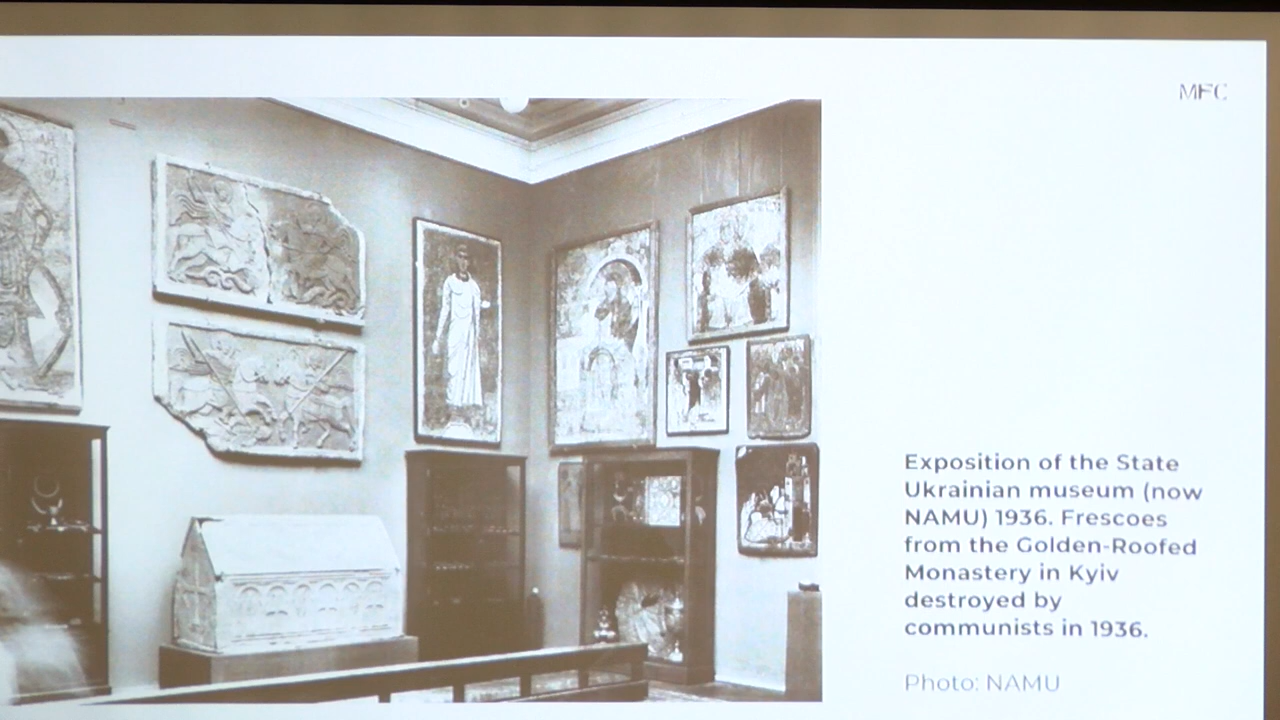 MFC
Exposition of the State
Ukrainian museum (now
NAMU) 1936. Frescoes
from the Golden-Roofed
Monastery in Kyiv
destroyed by
communists in 1936.
Photo: NAMU